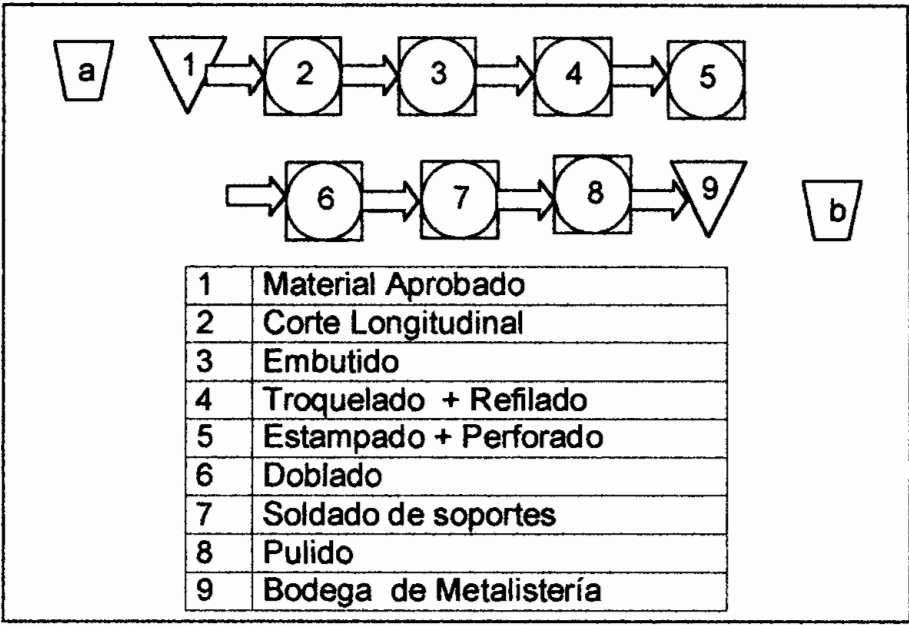 a 1 2 3 4 5
6 7 8 9 b
1 Material Aprobado
2 Corte Longitudinal
3 Embutido
4 Troquelado + Refilado
5 Estampado + Perforado
6 Doblado
7 Soldado de soportes
8 Pulido
9 Bodega de Metalistería